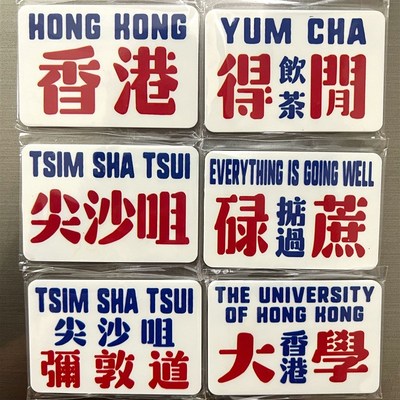 HONG KONG
香港
YUM CHA
得閒
飲茶
TSIM SHA TSUI
尖沙咀
EVERYTHING IS GOING WELL
掂過
碌蔗
TSIM SHA TSUI
尖沙咀
彌敦道
THE UNIVERSITY
OF HONG KONG
香港
大學